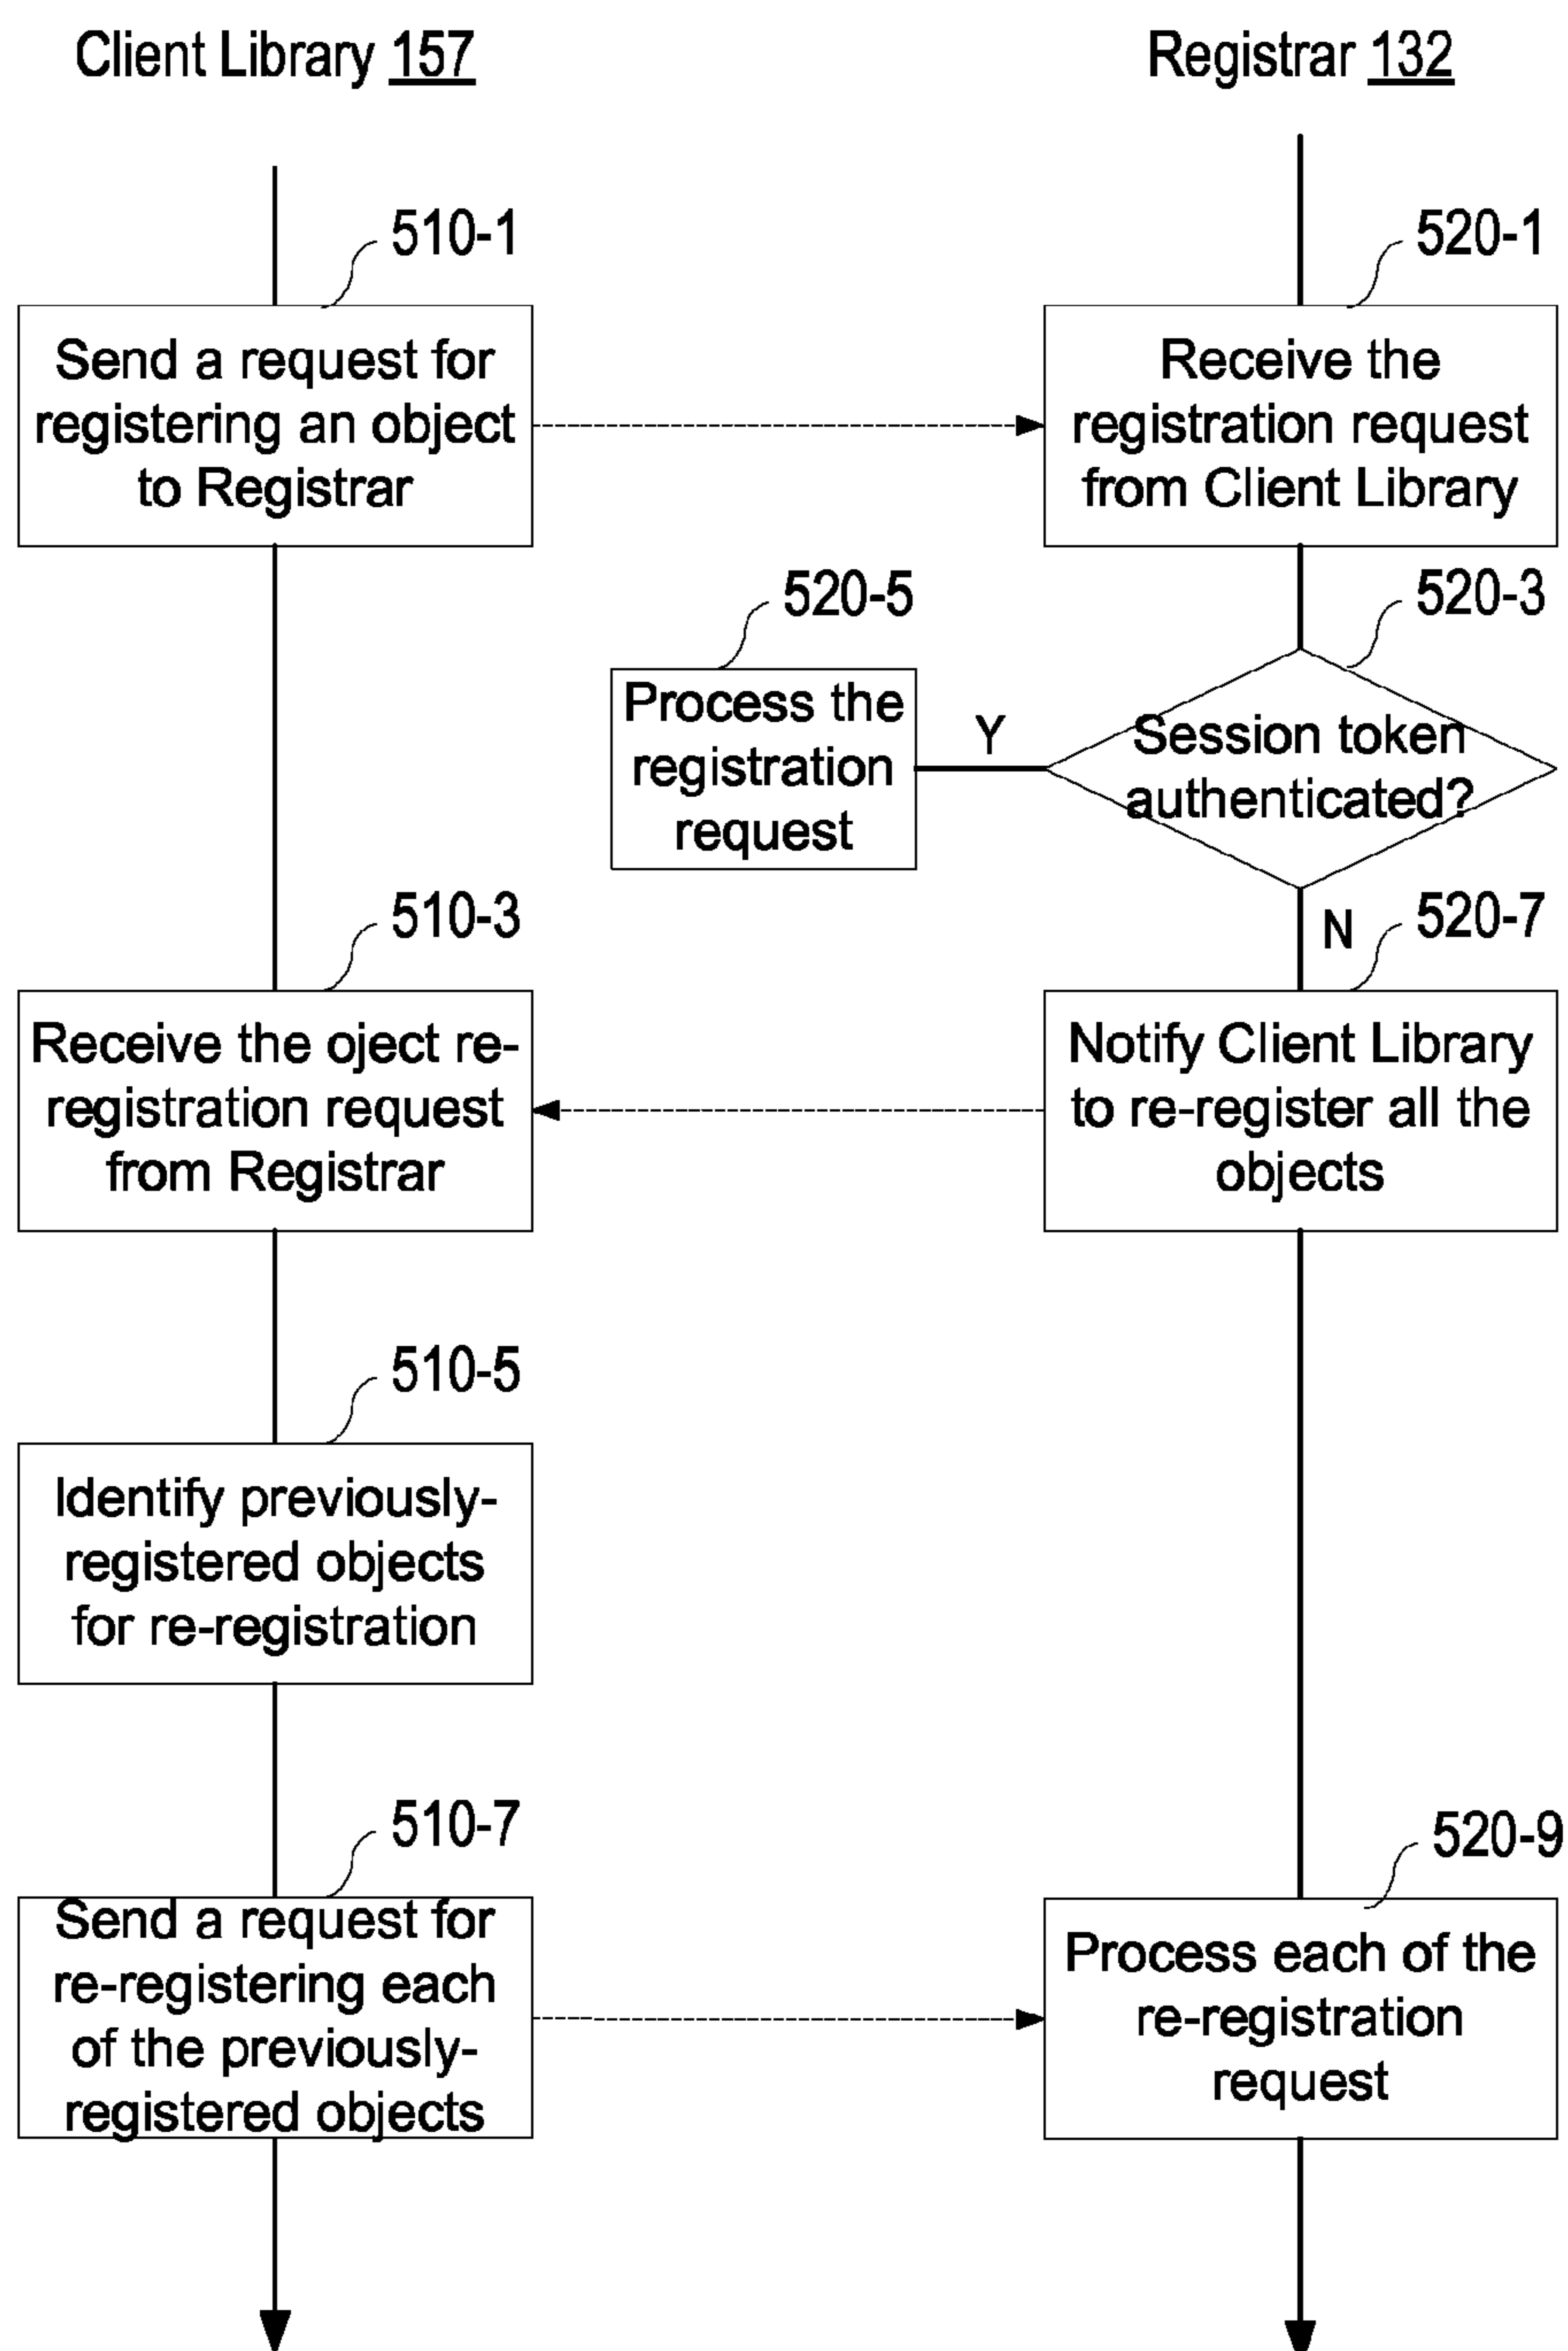 Client Library 157
Registrar 132
510-1
520-1
Send a request for
registering an object
to Registrar
Receive the
registration request
from Client Library
520-5
520-3
Process the
registration
request
Y
Session token
authenticated?
510-3
N
520-7
Receive the oject re-
registration request
from Registrar
Notify Client Library
to re-register all the
objects
510-5
Identify previously-
registered objects
for re-registration
510-7
520-9
Send a request for
re-registering each
of the previously-
registered objects
Process each of the
re-registration
request